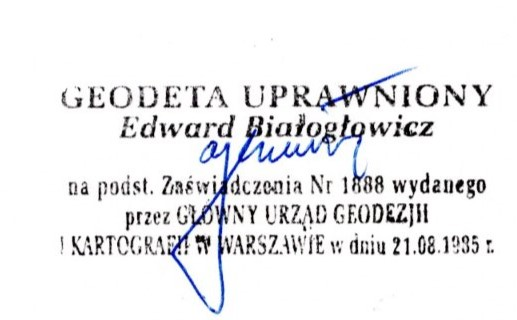 GEODETA UPRAWNIONY
Edward Białogłowicz
na podst. Zaświadczenia Nr 1888 wydanego
przez GŁÓWNY URZĄD GEODEZJI
I KARTOGRAFII W WARSZAWIE w dniu 21.08.1985 r.